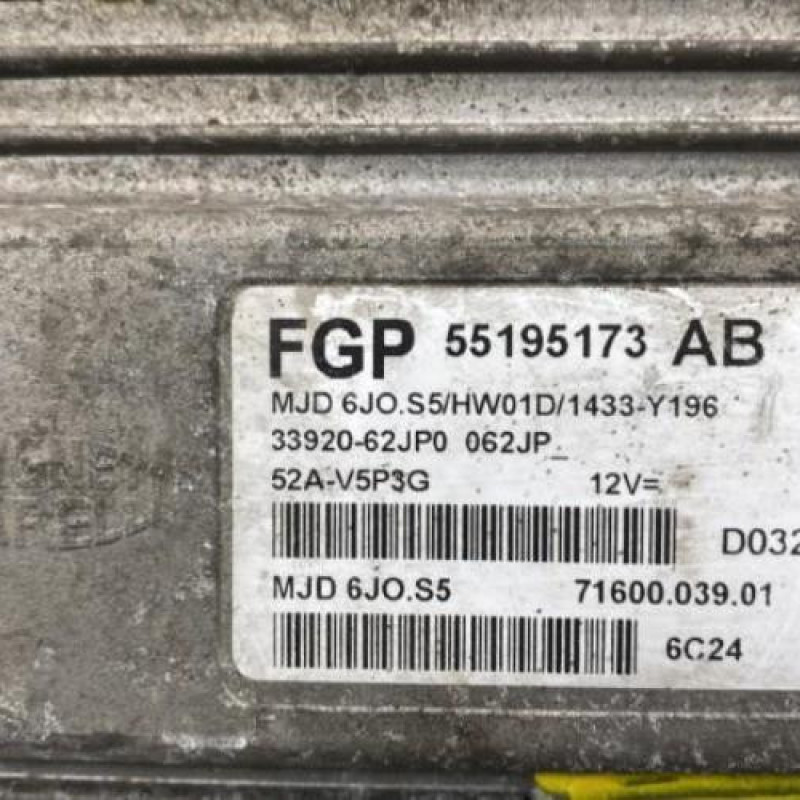 FGP 55195173 AB
MJD 6JO.S5/HW01D/1433-Y196
33920-62JP0 062JP_
52A-V5P3G 12V=
D032
MJD 6JO.S5 71600.039.01
6C24